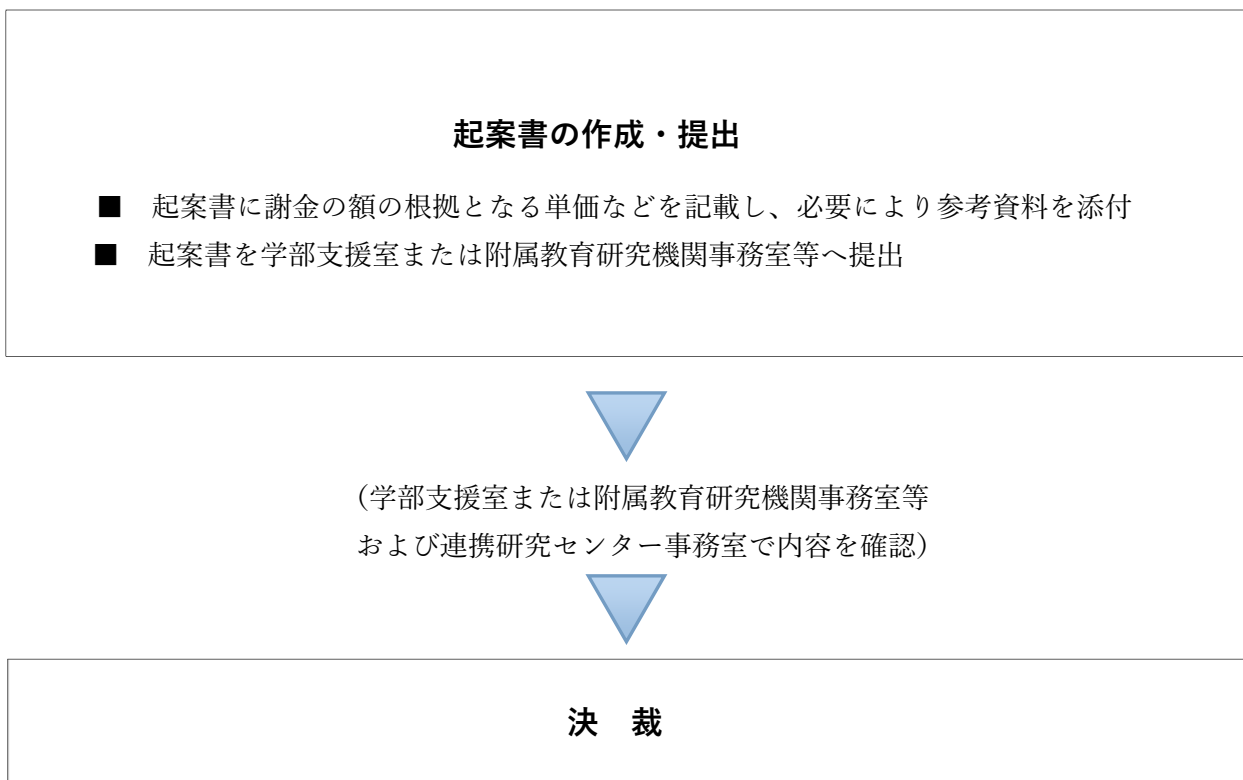 起案書の作成・提出
■ 起案書に謝金の額の根拠となる単価などを記載し、必要により参考資料を添付
■ 起案書を学部支援室または附属教育研究機関事務室等へ提出
(学部支援室または附属教育研究機関事務室等
および連携研究センター事務室で内容を確認)
決 裁